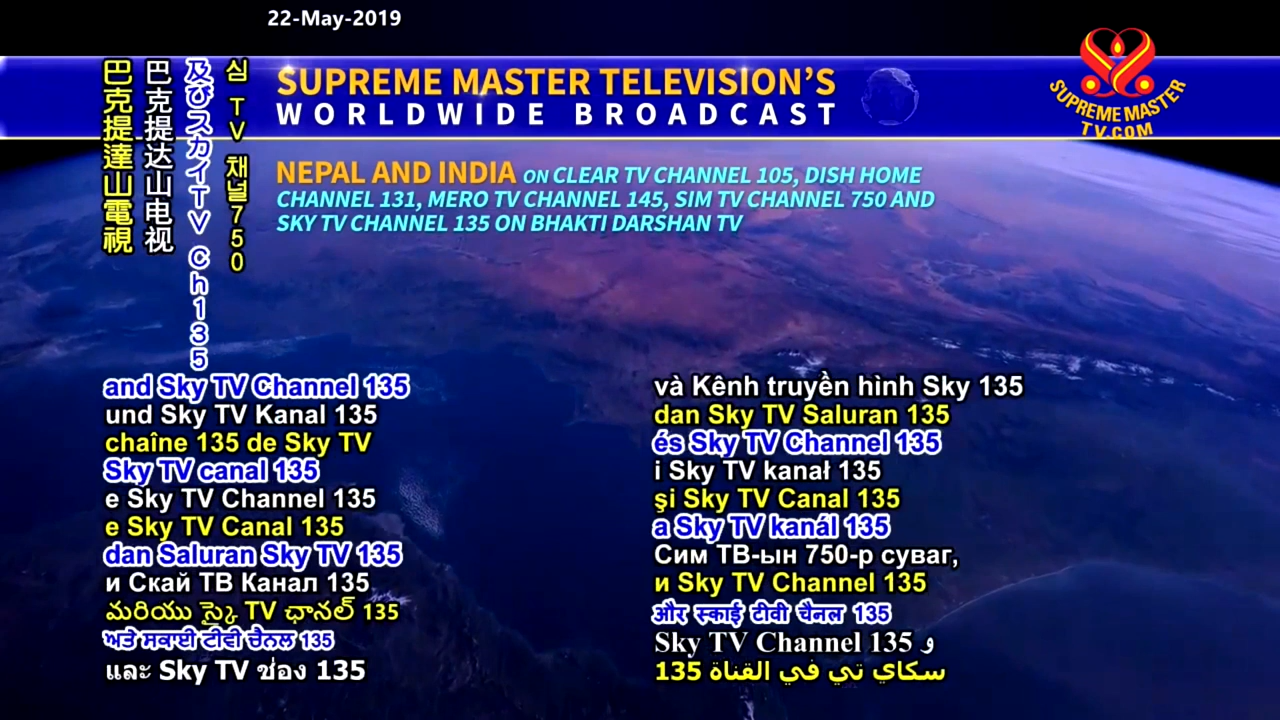 22-May-2019
SUPREME MASTER TELEVISION'S
WORLDWIDE BROADCAST
SUPREME MASTER
TV.COM
NEPAL AND INDIA ON CLEAR TV CHANNEL 105, DISH HOME
CHANNEL 131, MERO TV CHANNEL 145, SIM TV CHANNEL 750 AND
SKY TV CHANNEL 135 ON BHAKTI DARSHAN TV
심 TV 채널750
及びスカイTV Ch135
巴克提达山电视
巴克提達山電視
and Sky TV Channel 135
und Sky TV Kanal 135
chaîne 135 de Sky TV
Sky TV canal 135
e Sky TV Channel 135
e Sky TV Canal 135
dan Saluran Sky TV 135
и Скай ТВ Канал 135
మరియు స్కై TV ఛానల్ 135
ਅਤੇ ਸਕਾਈ ਟੀਵੀ ਚੈਨਲ 135
และ Sky TV ช่อง 135
và Kênh truyền hình Sky 135
dan Sky TV Saluran 135
és Sky TV Channel 135
i Sky TV kanał 135
şi Sky TV Canal 135
a Sky TV kanál 135
Сим ТВ-ын 750-р суваг,
и Sky TV Channel 135
और स्काई टीवी चैनल 135
Sky TV Channel 135 و
سكاي تي في القناة 135